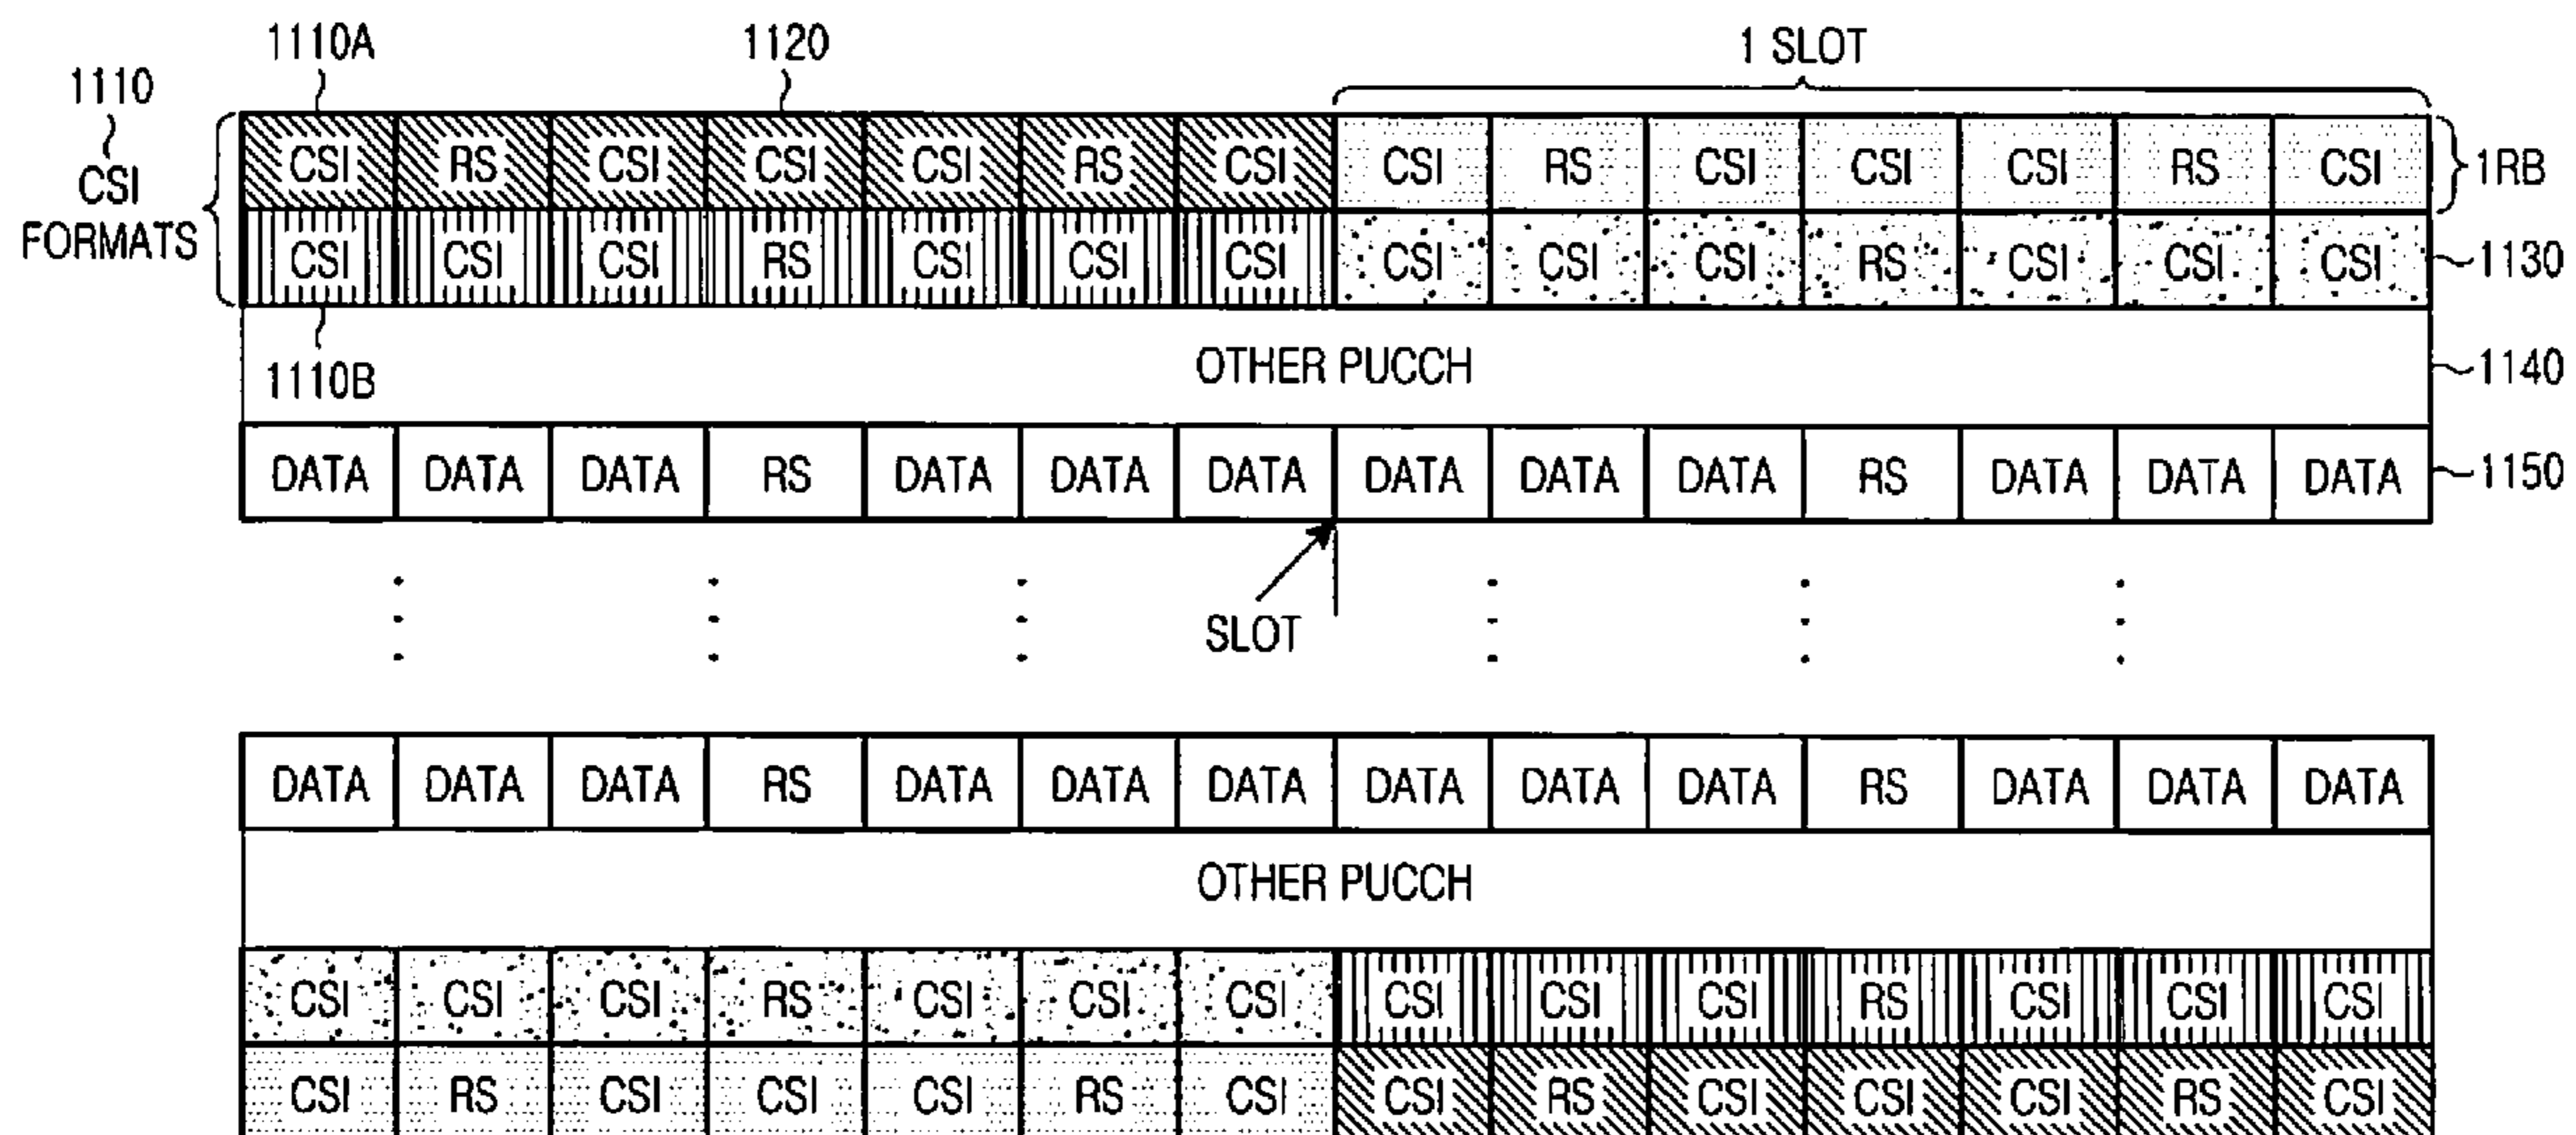 1110A 1120 1 SLOT
1110
CSI
FORMATS
CSI RS CSI CSI CSI RS CSI CSI RS CSI CSI CSI RS CSI 1RB
CSI CSI CSI RS CSI CSI CSI CSI CSI CSI RS CSI CSI CSI 1130
1110B
OTHER PUCCH 1140
DATA DATA DATA RS DATA DATA DATA DATA DATA DATA RS DATA DATA DATA 1150
SLOT
DATA DATA DATA RS DATA DATA DATA DATA DATA DATA RS DATA DATA DATA
OTHER PUCCH
CSI CSI CSI RS CSI CSI CSI CSI CSI CSI RS CSI CSI CSI
CSI RS CSI CSI CSI RS CSI CSI RS CSI CSI CSI RS CSI